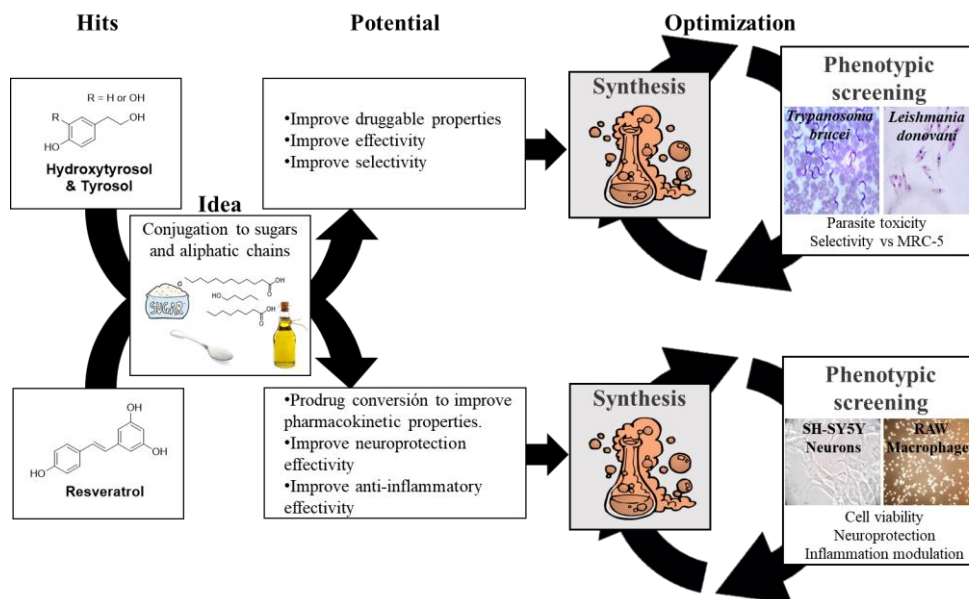 Hits
Potential
Optimization
R = H or OH
R
OH
HO
Hydroxytyrosol
& Tyrosol
•Improve druggable properties
•Improve effectivity
•Improve selectivity
Synthesis
Phenotypic
screening
Trypanosoma
brucei
Leishmania
donovani
Parasite toxicity
Selectivity vs MRC-5
Idea
Conjugation to sugars
and aliphatic chains
OH
O
HO
OH
O
SUGAR
OH
OH
HO
Resveratrol
•Prodrug conversión to improve
pharmacokinetic properties.
•Improve neuroprotection
effectivity
•Improve anti-inflammatory
effectivity
Synthesis
Phenotypic
screening
SH-SY5Y
Neurons
RAW
Macrophage
Cell viability
Neuroprotection
Inflammation modulation